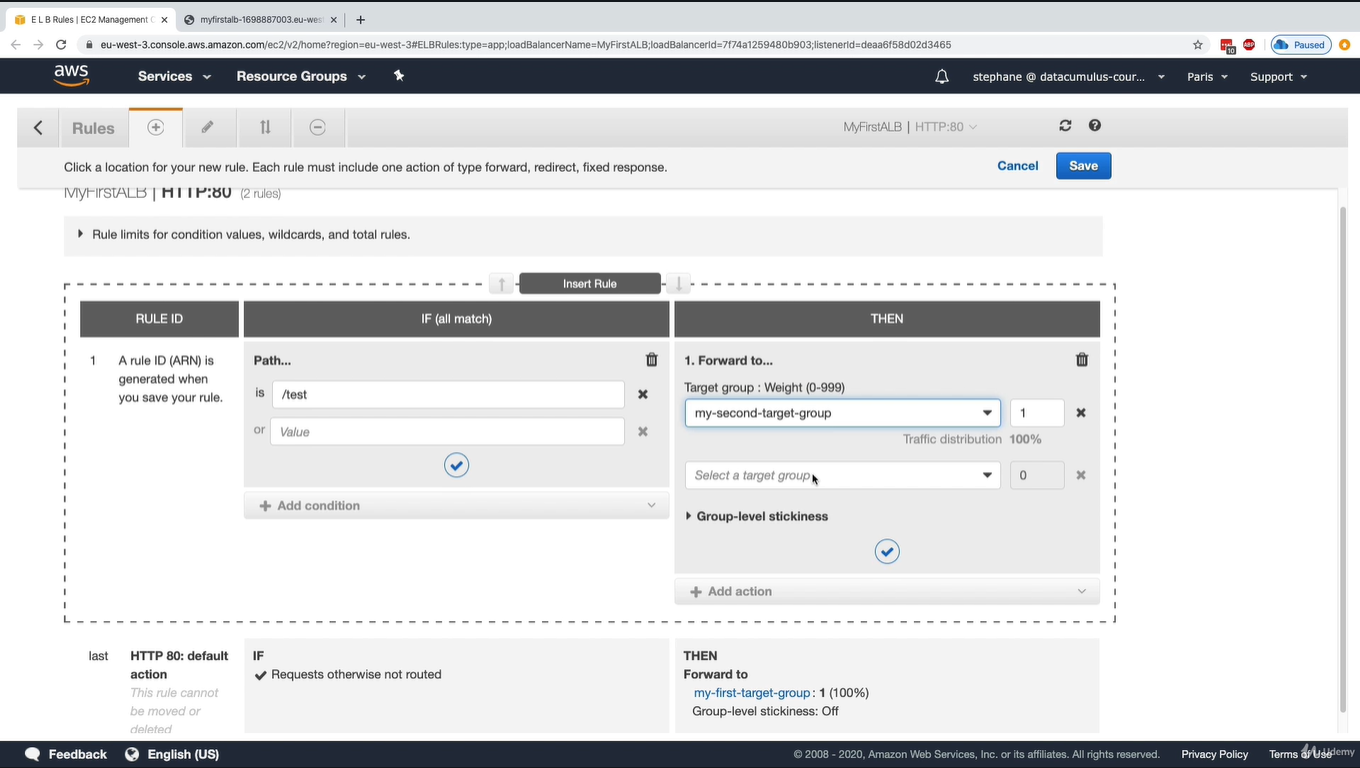 E L B Rules | EC2 Management C
myfirstalb-1698887003.eu-wes
eu-west-3.console.aws.amazon.com/ec2/v2/home?region=eu-west-3#ELBRules:type=app;loadBalancerName=MyFirstALB;loadBalancerId=7f74a1259480b903;listenerId=deaa6f58d02d3465
10
ABP
Paused
aws
Services
Resource Groups
stephane @ datacumulus-cour...
Paris
Support
Rules
MyFirstALB | HTTP:80
Click a location for your new rule. Each rule must include one action of type forward, redirect, fixed response.
Cancel
Save
MyFirstALB | HTTP:80 (2 rules)
Rule limits for condition values, wildcards, and total rules.
Insert Rule
RULE ID
IF (all match)
THEN
1
A rule ID (ARN) is
generated when
you save your rule.
Path...
is /test
or Value
Add condition
1. Forward to...
Target group : Weight (0-999)
my-second-target-group 1
Traffic distribution 100%
Select a target group 0
Group-level stickiness
Add action
last
HTTP 80: default
action
This rule cannot
be moved or
deleted
IF
Requests otherwise not routed
THEN
Forward to
my-first-target-group: 1 (100%)
Group-level stickiness: Off
Feedback
English (US)
© 2008 - 2020, Amazon Web Services, Inc. or its affiliates. All rights reserved.
Privacy Policy
Terms of Use
Udemy